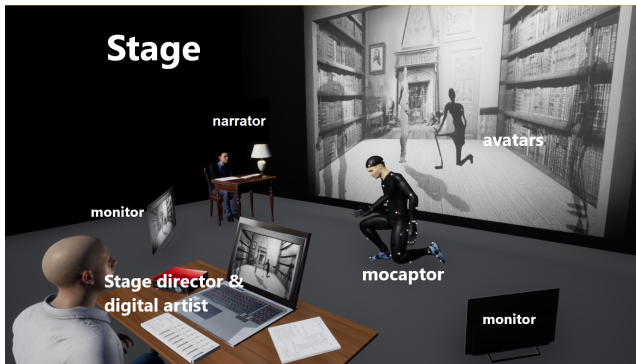 Stage
narrator
avatars
monitor
mocaptor
Stage director &
digital artist
monitor